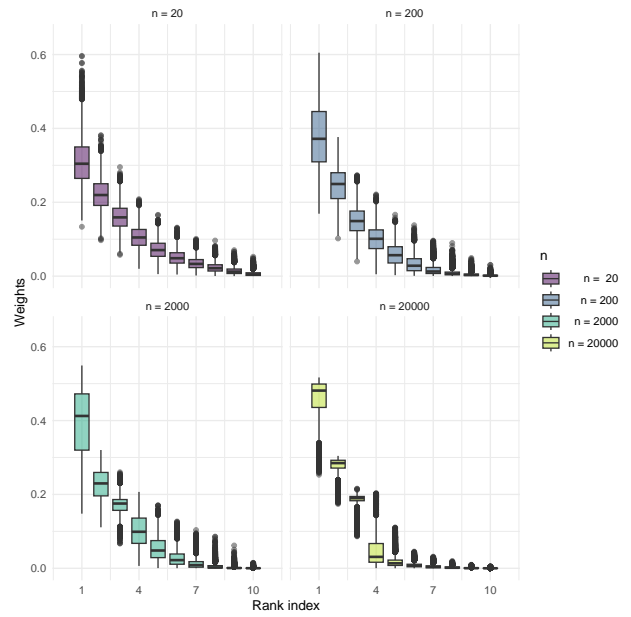 n = 20
n = 200
0.6
0.4
0.2
0.0
n = 2000
n = 20000
0.6
0.4
0.2
0.0
1
4
7
10
1
4
7
10
Rank index
Weights
n
n = 20
n = 200
n = 2000
n = 20000